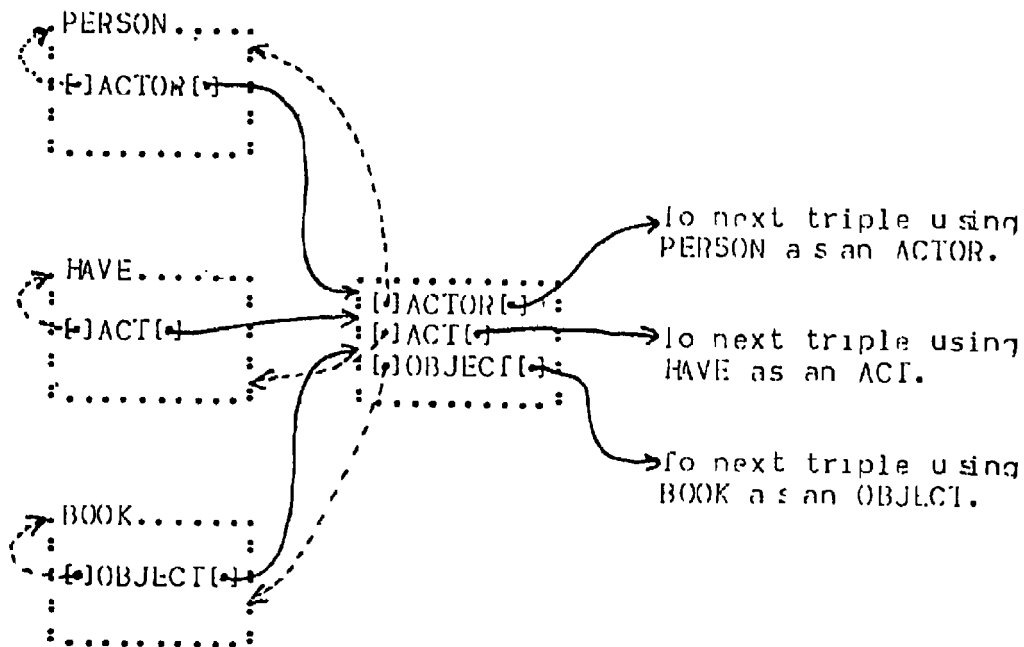 PERSON.....
[.]ACTOR[.]
HAVE.....
[.]ACT[.]
BOOK.....
[.]OBJECT[.]
[.]ACTOR[.]
[.]ACT[.]
[.]OBJECT[.]
To next triple using
PERSON as an ACTOR.
To next triple using
HAVE as an ACT.
To next triple using
BOOK as an OBJECT.